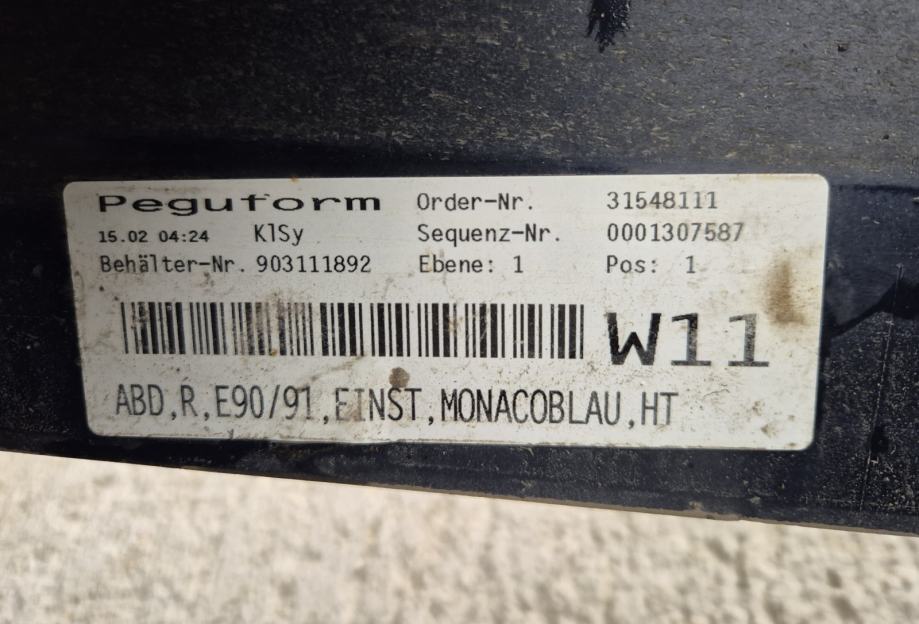 Peguform Order-Nr. 31548111
15.02 04:24 KlSy Sequenz-Nr. 0001307587
Behälter-Nr. 903111892 Ebene: 1 Pos: 1
W11
ABD,R,E90/91,EINST,MONACOBLAU,HT